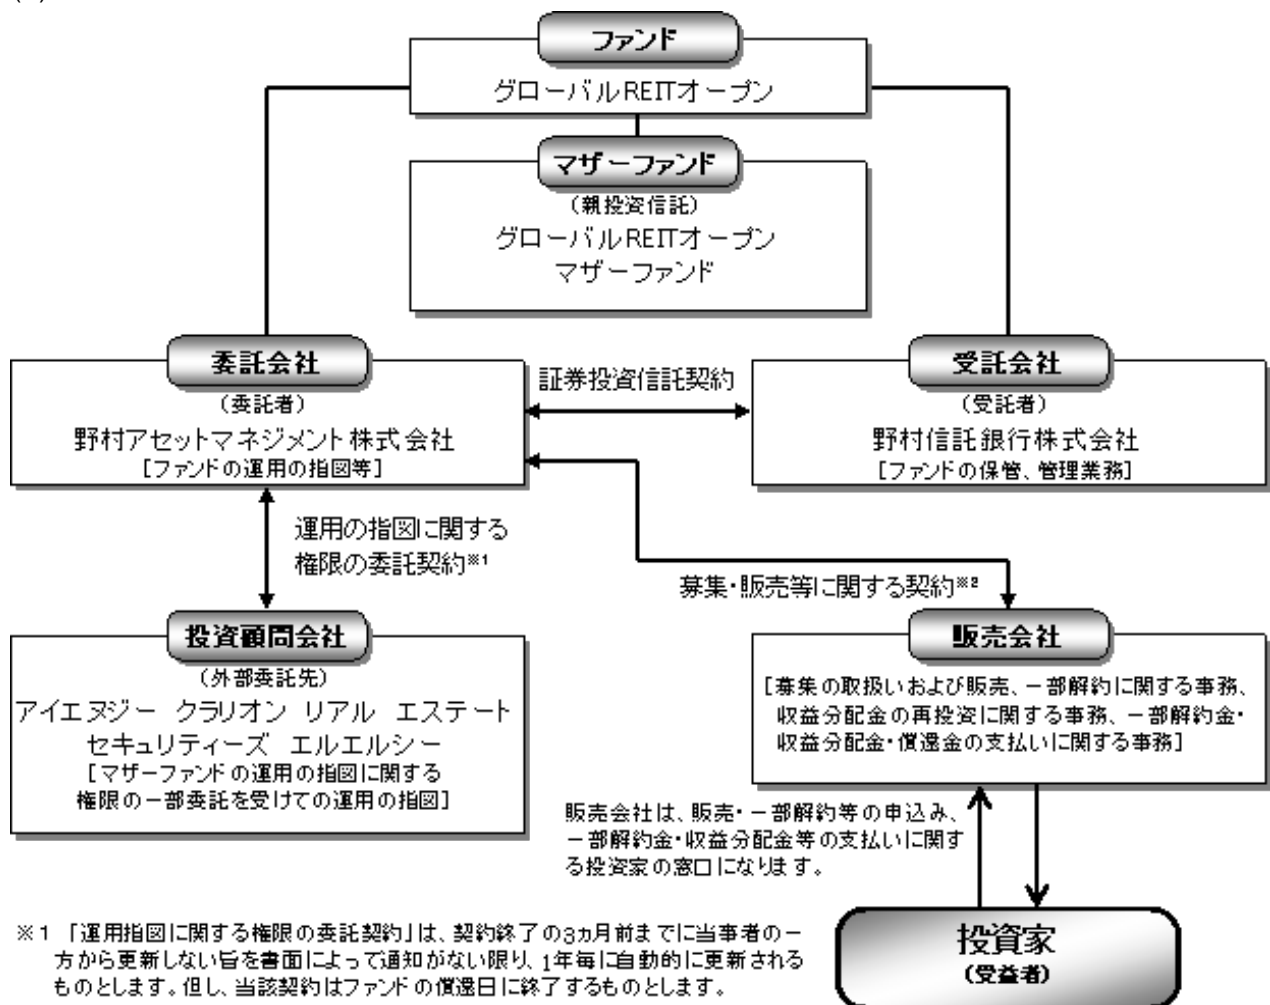 ファンド
グローバルREITオープン
マザーファンド
（親投資信託）
グローバルREITオープン
マザーファンド
委託会社
（委託者）
野村アセットマネジメント株式会社
［ファンドの運用の指図等］
証券投資信託契約
受託会社
（受託者）
野村信託銀行株式会社
［ファンドの保管、管理業務］
運用の指図に関する
権限の委託契約※1
募集・販売等に関する契約※2
投資顧問会社
（外部委託先）
アイエヌジー クラリオン リアル エステート
セキュリティーズ エルエルシー
［マザーファンドの運用の指図に関する
権限の一部委託を受けての運用の指図］
販売会社
［募集の取扱いおよび販売、一部解約に関する事務、
収益分配金の再投資に関する事務、一部解約金・
収益分配金・償還金の支払いに関する事務］
販売会社は、販売・一部解約等の申込み、
一部解約金・収益分配金等の支払いに関す
る投資家の窓口になります。
投資家
（受益者）
※1 「運用指図に関する権限の委託契約」は、契約終了の3ヵ月前までに当事者の一
方から更新しない旨を書面によって通知がない限り、1年毎に自動的に更新される
ものとします。但し、当該契約はファンドの償還日に終了するものとします。